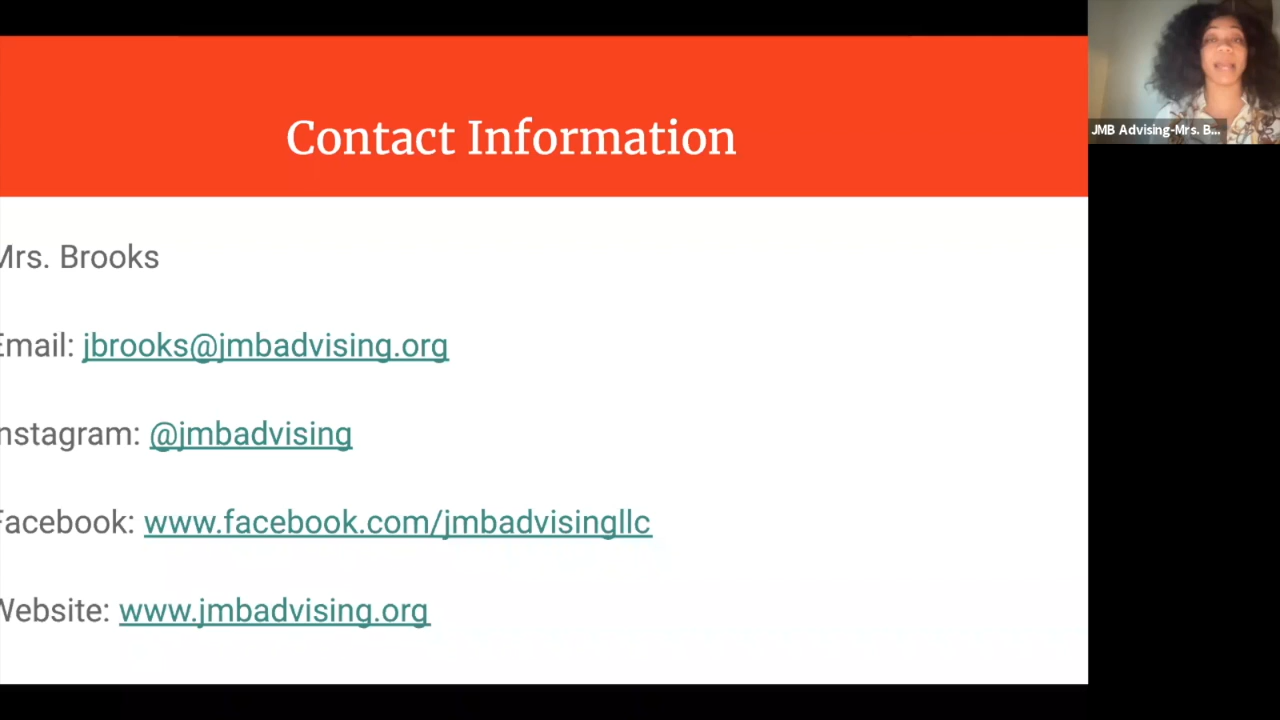 Contact Information
JMB Advising-Mrs. B...
Mrs. Brooks
Email: jbrooks@jmbadvising.org
Instagram: @jmbadvising
Facebook: www.facebook.com/jmbadvisingllc
Website: www.jmbadvising.org